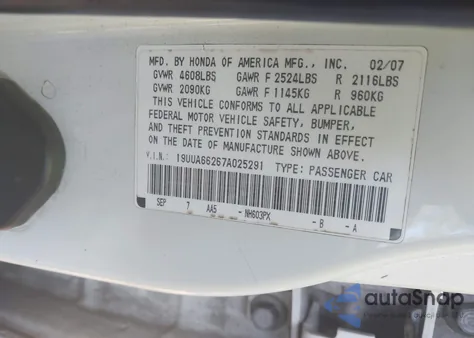 MFD. BY HONDA OF AMERICA MFG., INC. 02/07
GVWR 4608LBS GAWR F 2524LBS R 2116LBS
GVWR 2090KG GAWR F 1145KG R 960KG
THIS VEHICLE CONFORMS TO ALL APPLICABLE
FEDERAL MOTOR VEHICLE SAFETY, BUMPER,
AND THEFT PREVENTION STANDARDS IN EFFECT
ON THE DATE OF MANUFACTURE SHOWN ABOVE.
V.I.N.: 19UUA66267A025291 TYPE: PASSENGER CAR
SEP 7 AA5 - NH603PX - B - A
autoSnap